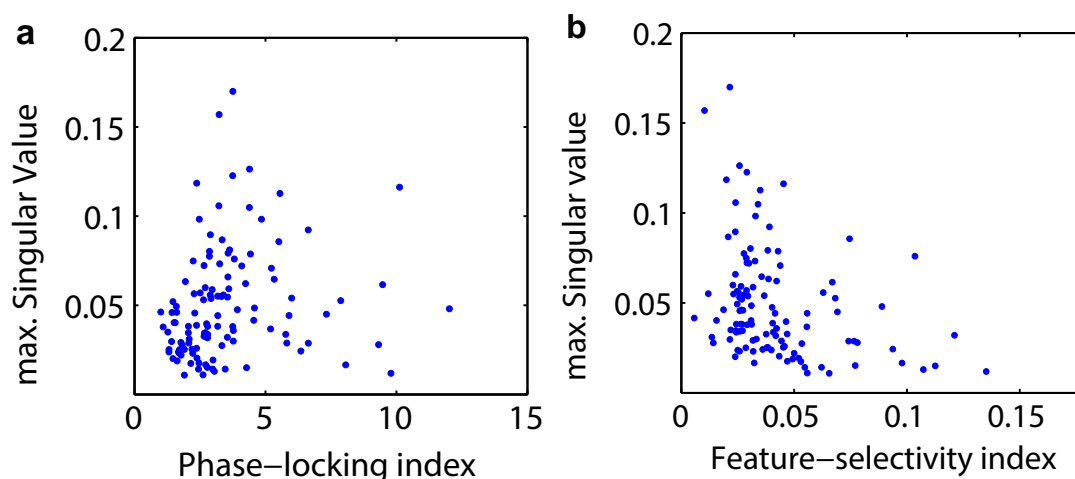 a
0.2
0.15
0.1
0.05
max. Singular Value
0 5 10 15
Phase-locking index
b
0.2
0.15
0.1
0.05
max. Singular value
0 0.05 0.1 0.15
Feature-selectivity index